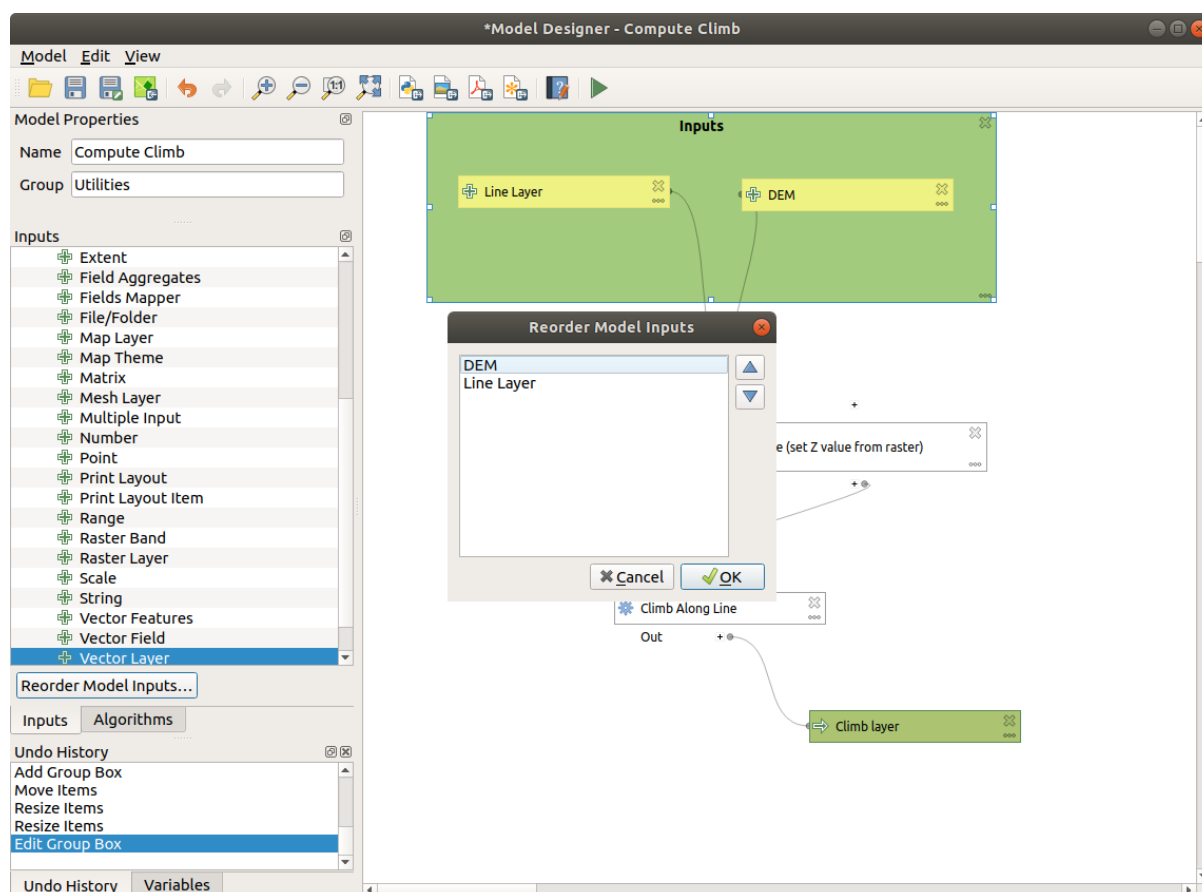 *Model Designer - Compute Climb
Model Edit View
Model Properties
Name Compute Climb
Group Utilities
Inputs
Extent
Field Aggregates
Fields Mapper
File/Folder
Map Layer
Map Theme
Matrix
Mesh Layer
Multiple Input
Number
Point
Print Layout
Print Layout Item
Range
Raster Band
Raster Layer
Scale
String
Vector Features
Vector Field
Vector Layer
Reorder Model Inputs...
Inputs Algorithms
Undo History
Add Group Box
Move Items
Resize Items
Resize Items
Edit Group Box
Undo History Variables
Inputs
Line Layer
DEM
Reorder Model Inputs
DEM
Line Layer
Cancel OK
e (set Z value from raster)
Climb Along Line
Out
Climb layer
1:1